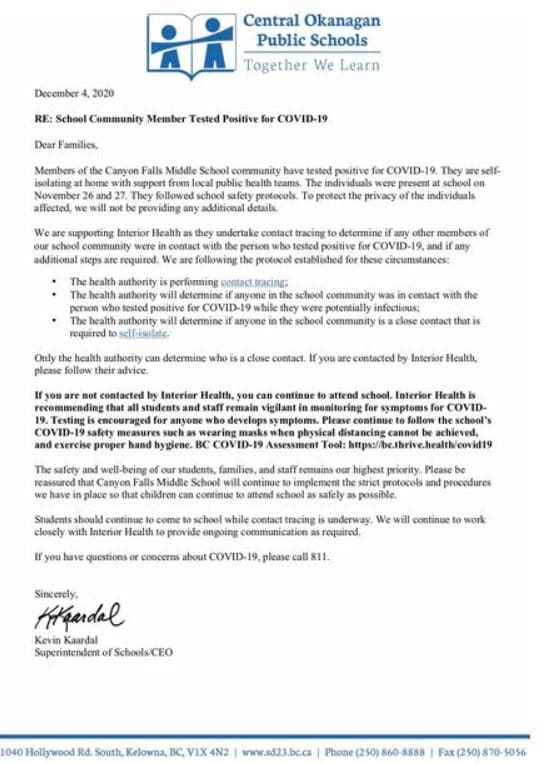 Central Okanagan
Public Schools
Together We Learn
December 4, 2020
RE: School Community Member Tested Positive for COVID-19
Dear Families,
Members of the Canyon Falls Middle School community have tested positive for COVID-19. They are self-
isolating at home with support from local public health teams. The individuals were present at school on
November 26 and 27. They followed school safety protocols. To protect the privacy of the individuals
affected, we will not be providing any additional details.
We are supporting Interior Health as they undertake contact tracing to determine if any other members of
our school community were in contact with the person who tested positive for COVID-19, and if any
additional steps are required. We are following the protocol established for these circumstances:
• The health authority is performing contact tracing;
• The health authority will determine if anyone in the school community was in contact with the
person who tested positive for COVID-19 while they were potentially infectious;
• The health authority will determine if anyone in the school community is a close contact that is
required to self-isolate.
Only the health authority can determine who is a close contact. If you are contacted by Interior Health,
please follow their advice.
If you are not contacted by Interior Health, you can continue to attend school. Interior Health is
recommending that all students and staff remain vigilant in monitoring for symptoms for COVID-
19. Testing is encouraged for anyone who develops symptoms. Please continue to follow the school's
COVID-19 safety measures such as wearing masks when physical distancing cannot be achieved,
and exercise proper hand hygiene. BC COVID-19 Assessment Tool: https://bc.thrive.health/covid19
The safety and well-being of our students, families, and staff remains our highest priority. Please be
reassured that Canyon Falls Middle School will continue to implement the strict protocols and procedures
we have in place so that children can continue to attend school as safely as possible.
Students should continue to come to school while contact tracing is underway. We will continue to work
closely with Interior Health to provide ongoing communication as required.
If you have questions or concerns about COVID-19, please call 811.
Sincerely,
KKaardal
Kevin Kaardal
Superintendent of Schools/CEO
1040 Hollywood Rd. South, Kelowna, BC, V1X 4N2 | www.sd23.bc.ca | Phone (250) 860-8888 | Fax (250) 870-5056